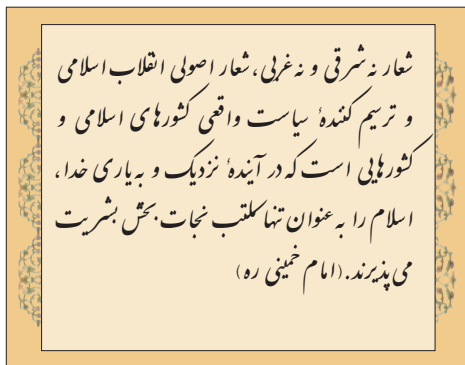 شعار نه شرقی و نه غربی، شعار اصولی انقلاب اسلامی
و ترسیم کنندهٔ سیاست واقعی کشورهای اسلامی و
کشورهایی است که در آیندهٔ نزدیک و به یاری خدا،
اسلام را به عنوان تنها مکتب نجات بخش بشریت
می پذیرند. (امام خمینی ره)